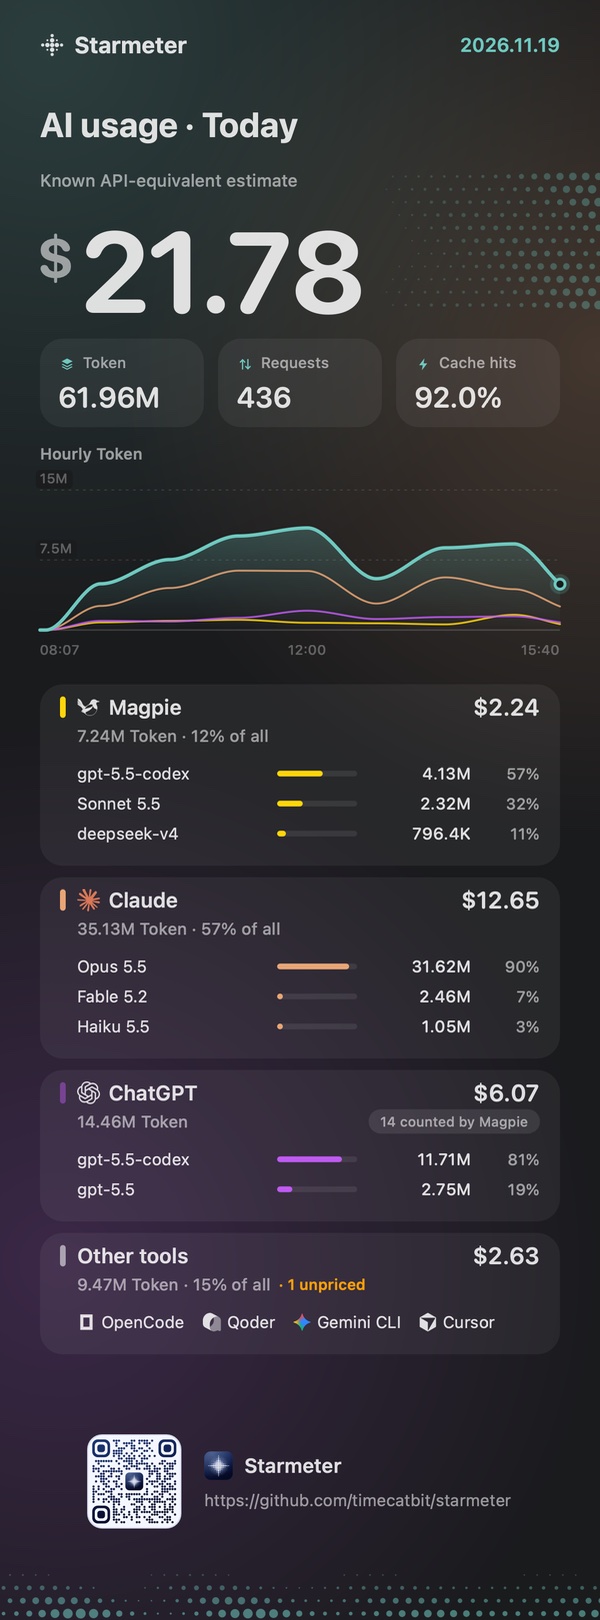 Starmeter
2026.11.19
AI usage · Today
Known API-equivalent estimate
$21.78
Token
61.96M
Requests
436
Cache hits
92.0%
Hourly Token
15M
7.5M
08:07
12:00
15:40
Magpie
$2.24
7.24M Token · 12% of all
gpt-5.5-codex 4.13M 57%
Sonnet 5.5 2.32M 32%
deepseek-v4 796.4K 11%
Claude
$12.65
35.13M Token · 57% of all
Opus 5.5 31.62M 90%
Fable 5.2 2.46M 7%
Haiku 5.5 1.05M 3%
ChatGPT
$6.07
14.46M Token
14 counted by Magpie
gpt-5.5-codex 11.71M 81%
gpt-5.5 2.75M 19%
Other tools
$2.63
9.47M Token · 15% of all · 1 unpriced
OpenCode Qoder Gemini CLI Cursor
Starmeter
https://github.com/timecatbit/starmeter